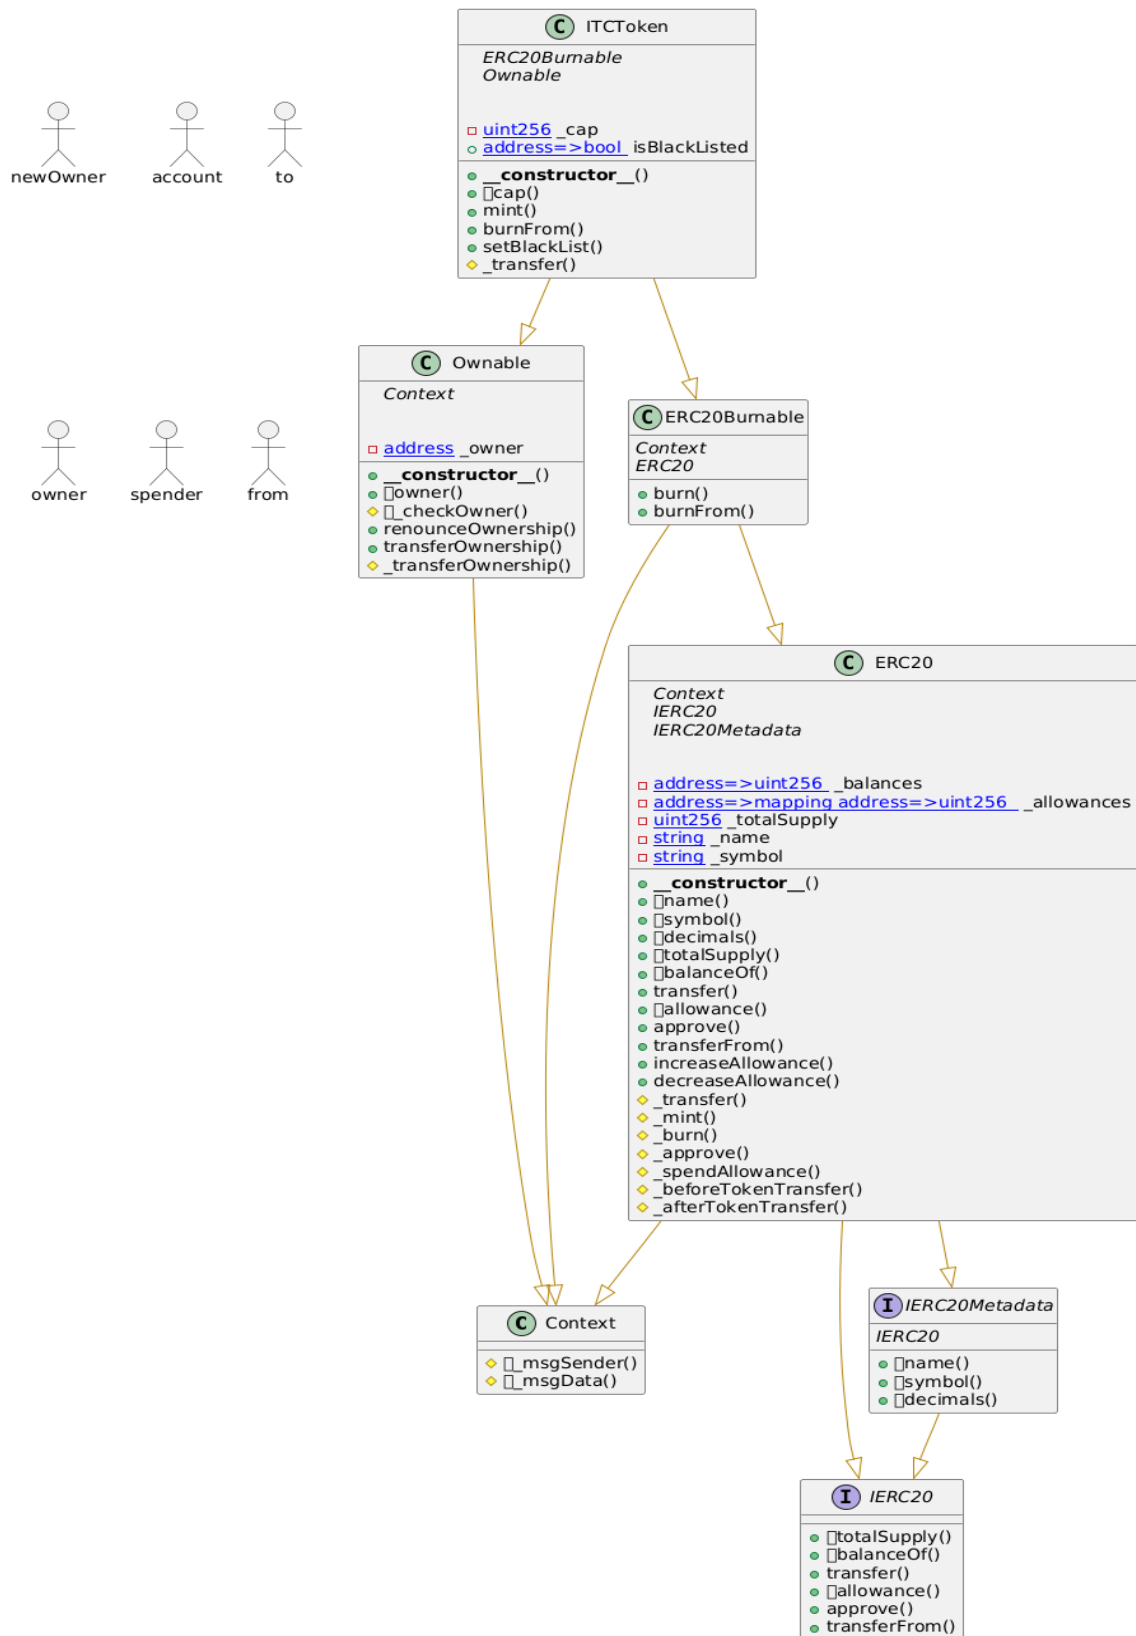 C ITCToken
ERC20Burnable
Ownable
uint256 _cap
address=>bool isBlackListed
__constructor__()
cap()
mint()
burnFrom()
setBlackList()
_transfer()
newOwner
account
to
C Ownable
Context
address _owner
__constructor__()
owner()
_checkOwner()
renounceOwnership()
transferOwnership()
_transferOwnership()
C ERC20Burnable
Context
ERC20
burn()
burnFrom()
owner
spender
from
C ERC20
Context
IERC20
IERC20Metadata
address=>uint256 _balances
address=>mapping address=>uint256 _allowances
uint256 _totalSupply
string _name
string _symbol
__constructor__()
name()
symbol()
decimals()
totalSupply()
balanceOf()
transfer()
allowance()
approve()
transferFrom()
increaseAllowance()
decreaseAllowance()
_transfer()
_mint()
_burn()
_approve()
_spendAllowance()
_beforeTokenTransfer()
_afterTokenTransfer()
C Context
_msgSender()
_msgData()
I IERC20Metadata
IERC20
name()
symbol()
decimals()
I IERC20
totalSupply()
balanceOf()
transfer()
allowance()
approve()
transferFrom()